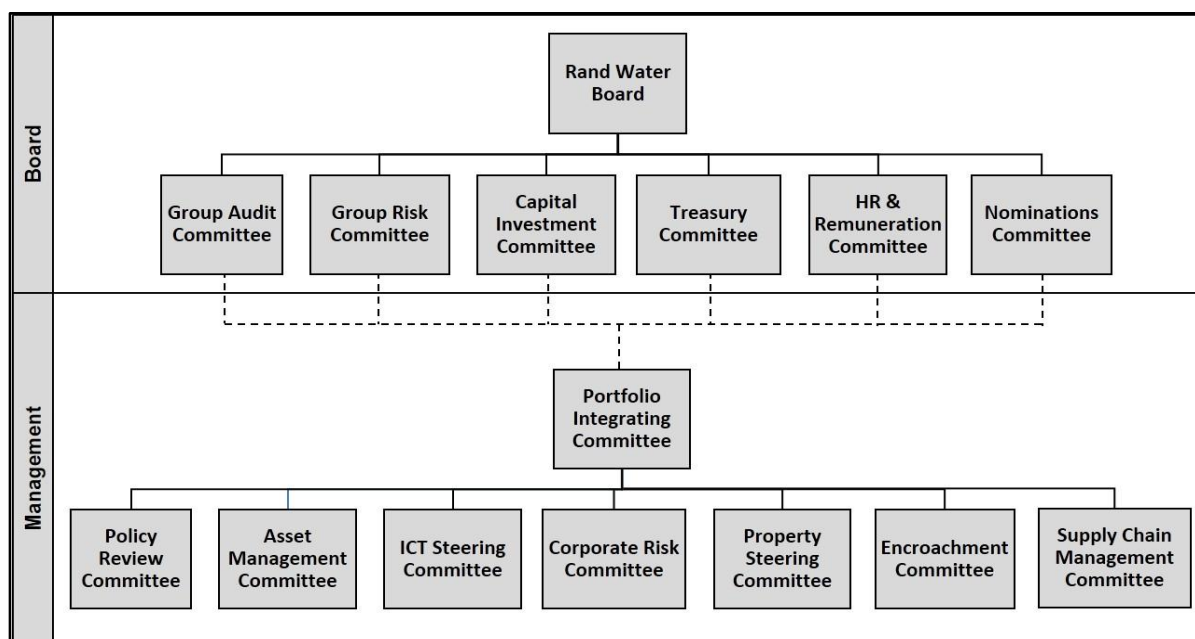 Board
Rand Water
Board
Group Audit
Committee
Group Risk
Committee
Capital
Investment
Committee
Treasury
Committee
HR &
Remuneration
Committee
Nominations
Committee
Management
Portfolio
Integrating
Committee
Policy
Review
Committee
Asset
Management
Committee
ICT Steering
Committee
Corporate Risk
Committee
Property
Steering
Committee
Encroachment
Committee
Supply Chain
Management
Committee